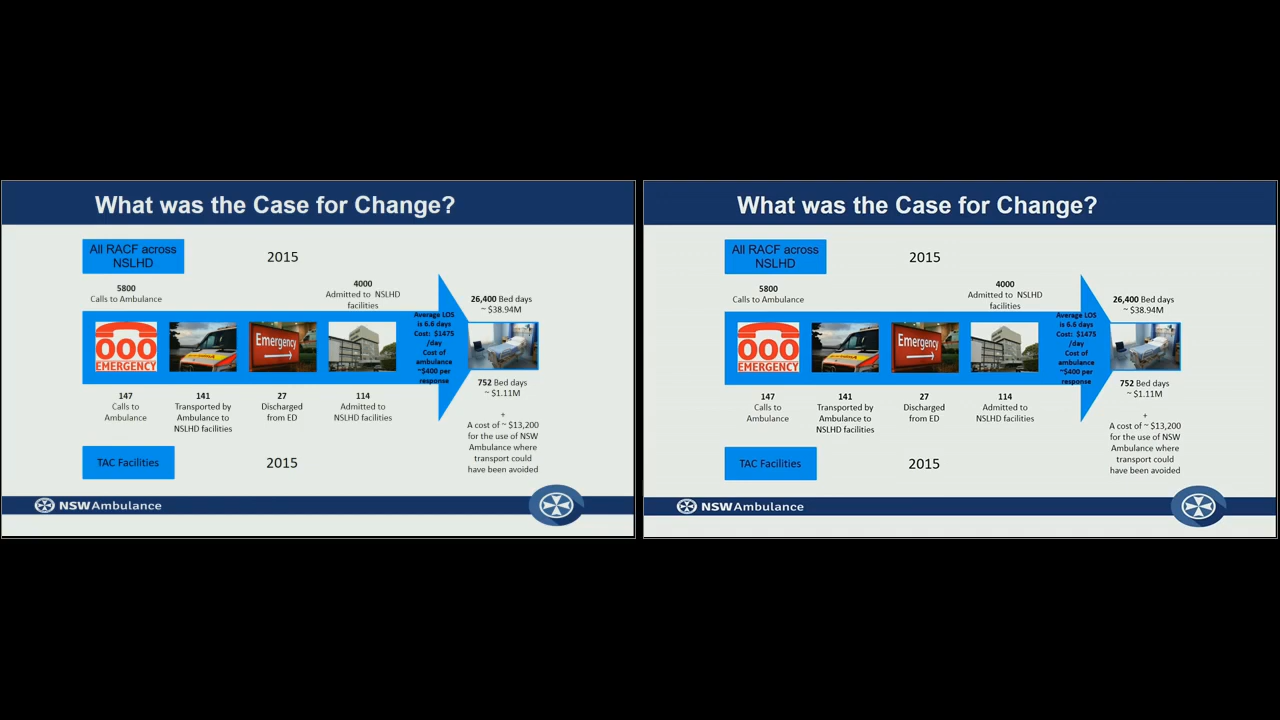 What was the Case for Change?
All RACF across
NSLHD
2015
5800
Calls to Ambulance
4000
Admitted to NSLHD
facilities
26,400 Bed days
~ $38.94M
000
EMERGENCY
Emergency
Average LOS
is 6.6 days
Cost: $1475
/day
Cost of
ambulance
~$400 per
response
147
Calls to
Ambulance
141
Transported by
Ambulance to
NSLHD facilities
27
Discharged
from ED
114
Admitted to
NSLHD facilities
752 Bed days
~ $1.11M
+
A cost of ~ $13,200
for the use of NSW
Ambulance where
transport could
have been avoided
TAC Facilities
2015
NSW Ambulance
What was the Case for Change?
All RACF across
NSLHD
2015
5800
Calls to Ambulance
4000
Admitted to NSLHD
facilities
26,400 Bed days
~ $38.94M
000
EMERGENCY
Emergency
Average LOS
is 6.6 days
Cost: $1475
/day
Cost of
ambulance
~$400 per
response
147
Calls to
Ambulance
141
Transported by
Ambulance to
NSLHD facilities
27
Discharged
from ED
114
Admitted to
NSLHD facilities
752 Bed days
~ $1.11M
+
A cost of ~ $13,200
for the use of NSW
Ambulance where
transport could
have been avoided
TAC Facilities
2015
NSW Ambulance